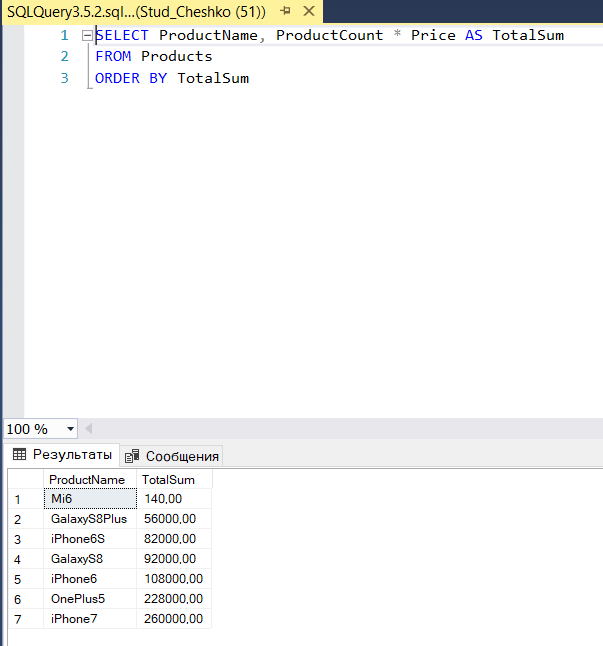 SQLQuery3.5.2.sql...(Stud_Cheshko (51))
1 SELECT ProductName, ProductCount * Price AS TotalSum
2 FROM Products
3 ORDER BY TotalSum
100 %
Результаты Сообщения
ProductName TotalSum
1 Mi6 140,00
2 GalaxyS8Plus 56000,00
3 iPhone6S 82000,00
4 GalaxyS8 92000,00
5 iPhone6 108000,00
6 OnePlus5 228000,00
7 iPhone7 260000,00